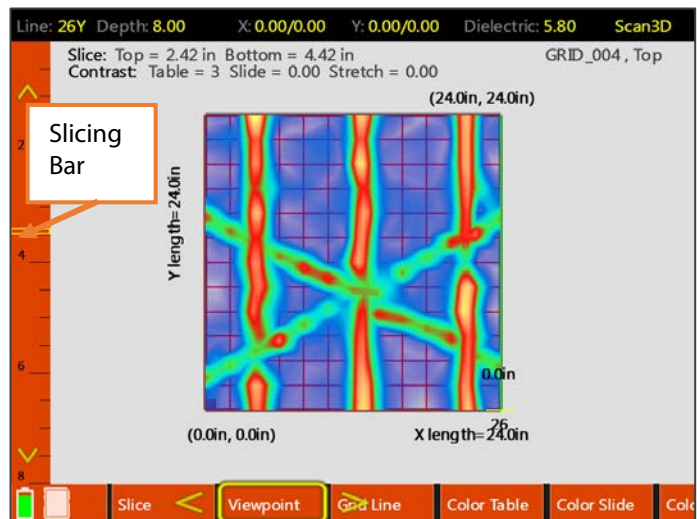 Line: 26Y Depth: 8.00 X: 0.00/0.00 Y: 0.00/0.00 Dielectric: 5.80 Scan3D
Slice: Top = 2.42 in Bottom = 4.42 in GRID_004 , Top
Contrast: Table = 3 Slide = 0.00 Stretch = 0.00
(24.0in, 24.0in)
Slicing
Bar
2
4
6
8
Y length= 24.0in
0.0in
26
(0.0in, 0.0in) X length=24.0in
Slice < Viewpoint > Grid Line Color Table Color Slide Col